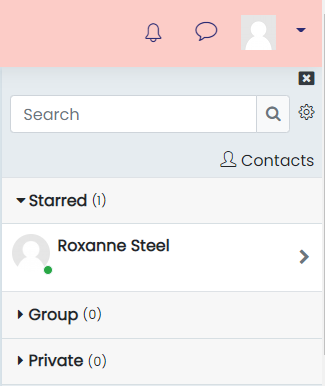 Search
Contacts
Starred (1)
Roxanne Steel
Group (0)
Private (0)